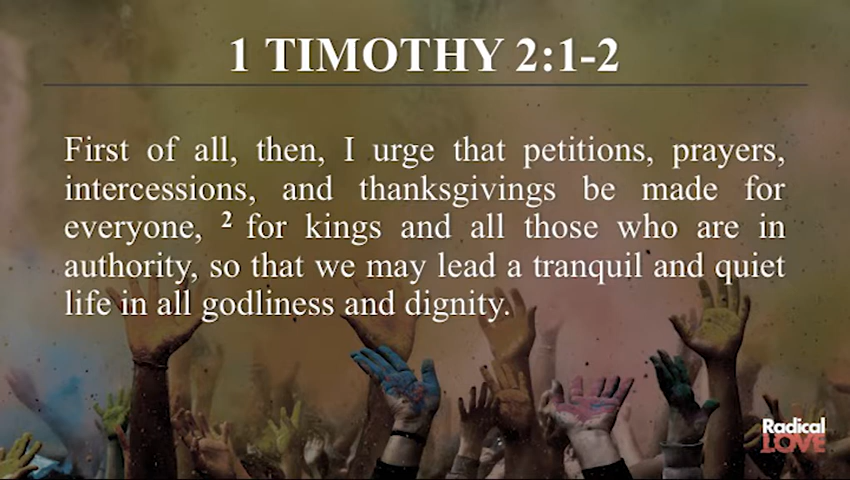 1 TIMOTHY 2:1-2
First of all, then, I urge that petitions, prayers,
intercessions, and thanksgivings be made for
everyone, 2 for kings and all those who are in
authority, so that we may lead a tranquil and quiet
life in all godliness and dignity.
Radical
LOVE